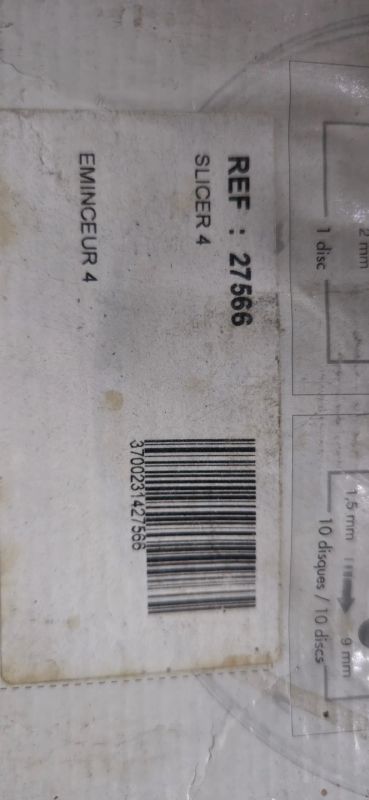 2 mm
1 disc
1,5 mm
9 mm
10 disques / 10 discs
REF : 27566
SLICER 4
3700231427566
EMINCEUR 4